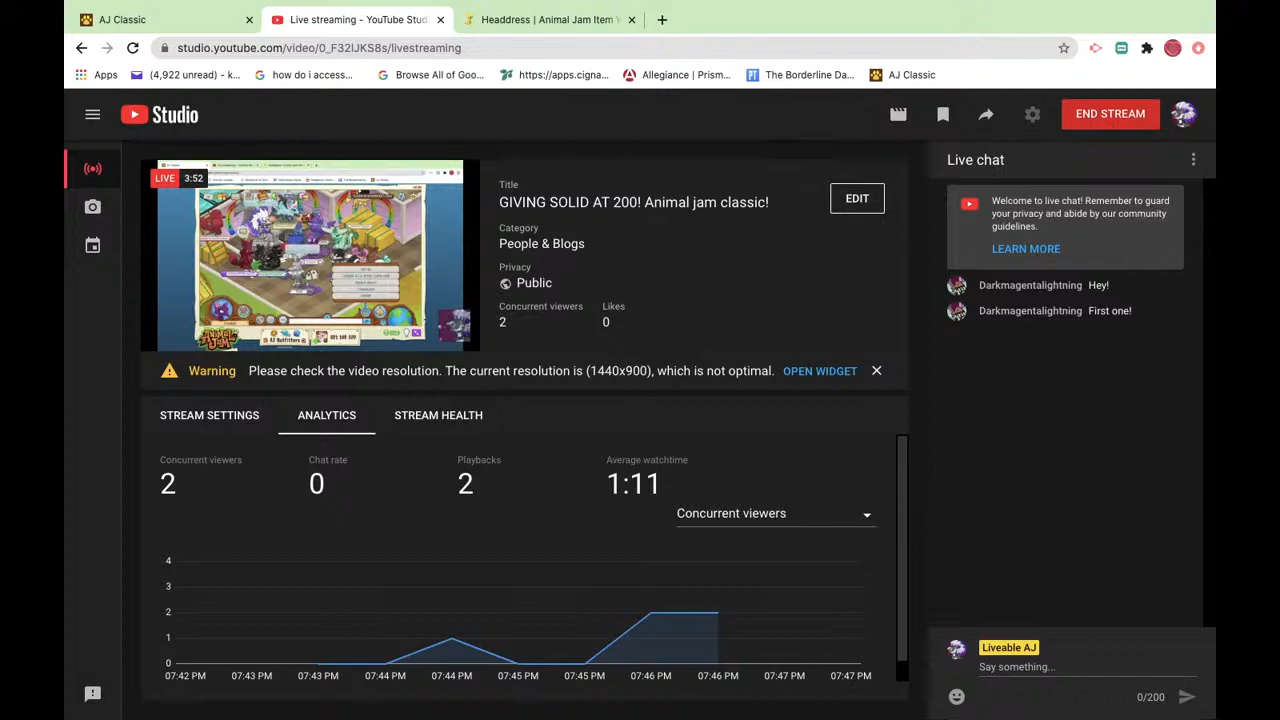 AJ Classic
Live streaming - YouTube Studi
Headdress | Animal Jam Item W
studio.youtube.com/video/0_F32IJKS8s/livestreaming
Apps
(4,922 unread) - k...
how do i access...
Browse All of Goo...
https://apps.cigna...
Allegiance | Prism...
The Borderline Da...
AJ Classic
Studio
END STREAM
LIVE 3:52
Title
GIVING SOLID AT 200! Animal jam classic!
EDIT
Category
People & Blogs
Privacy
Public
Concurrent viewers
Likes
2
0
Live chat
Welcome to live chat! Remember to guard
your privacy and abide by our community
guidelines.
LEARN MORE
Darkmagentalightning Hey!
Darkmagentalightning First one!
ANIMAL JAM
AJ Outfitters
Get the App
Warning Please check the video resolution. The current resolution is (1440x900), which is not optimal. OPEN WIDGET
STREAM SETTINGS
ANALYTICS
STREAM HEALTH
Concurrent viewers
Chat rate
Playbacks
Average watchtime
2
0
2
1:11
Concurrent viewers
4
3
2
1
0
07:42 PM 07:43 PM 07:43 PM 07:44 PM 07:44 PM 07:45 PM 07:45 PM 07:46 PM 07:46 PM 07:47 PM 07:47 PM
Liveable AJ
Say something...
0/200